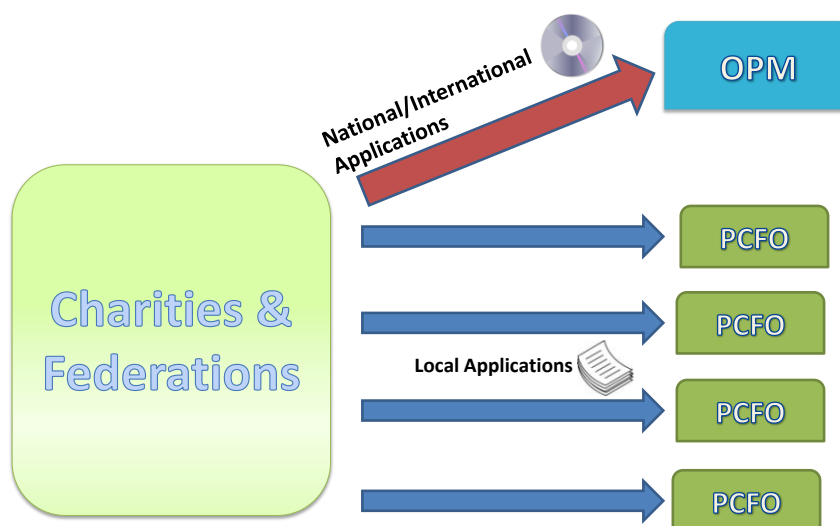 National/International
Applications
OPM
PCFO
Charities &
Federations
PCFO
Local Applications
PCFO
PCFO